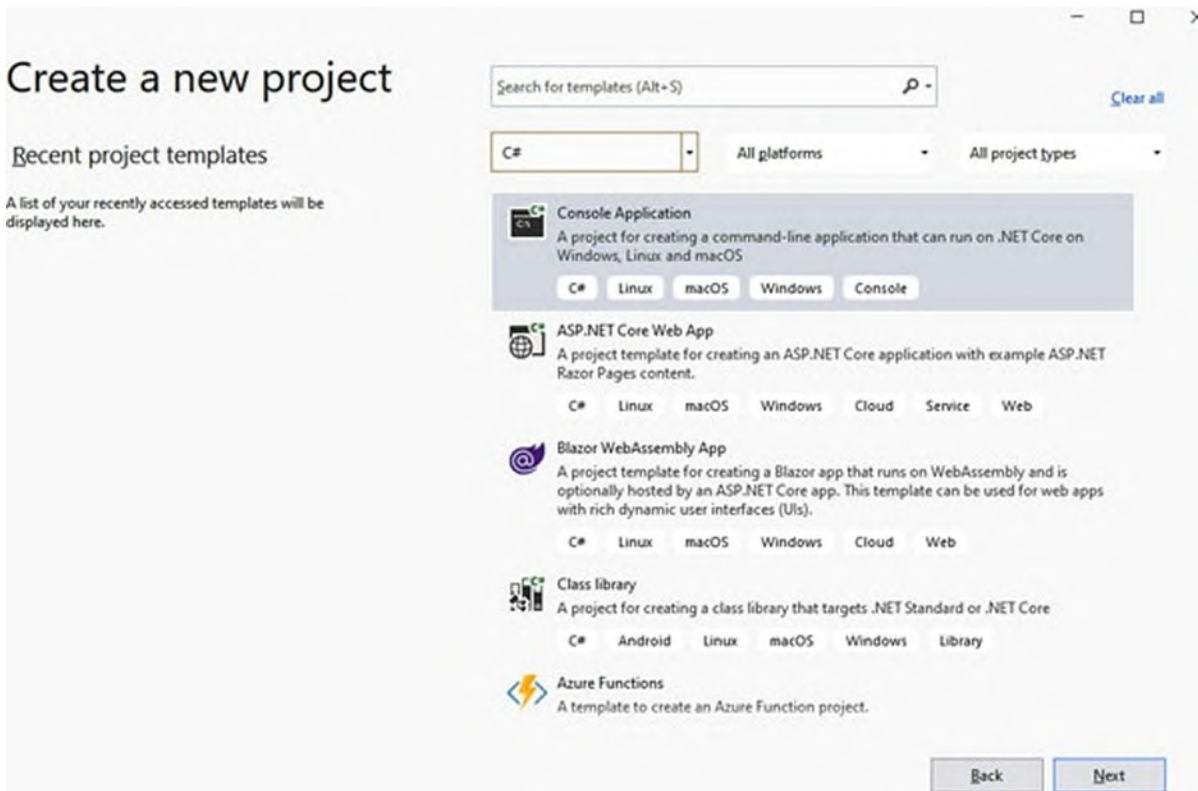 Create a new project
Recent project templates
A list of your recently accessed templates will be
displayed here.
Search for templates (Alt+S)
Clear all
C#
All platforms
All project types
Console Application
A project for creating a command-line application that can run on .NET Core on
Windows, Linux and macOS
C# Linux macOS Windows Console
ASP.NET Core Web App
A project template for creating an ASP.NET Core application with example ASP.NET
Razor Pages content.
C# Linux macOS Windows Cloud Service Web
Blazor WebAssembly App
A project template for creating a Blazor app that runs on WebAssembly and is
optionally hosted by an ASP.NET Core app. This template can be used for web apps
with rich dynamic user interfaces (UIs).
C# Linux macOS Windows Cloud Web
Class library
A project for creating a class library that targets .NET Standard or .NET Core
C# Android Linux macOS Windows Library
Azure Functions
A template to create an Azure Function project.
Back
Next